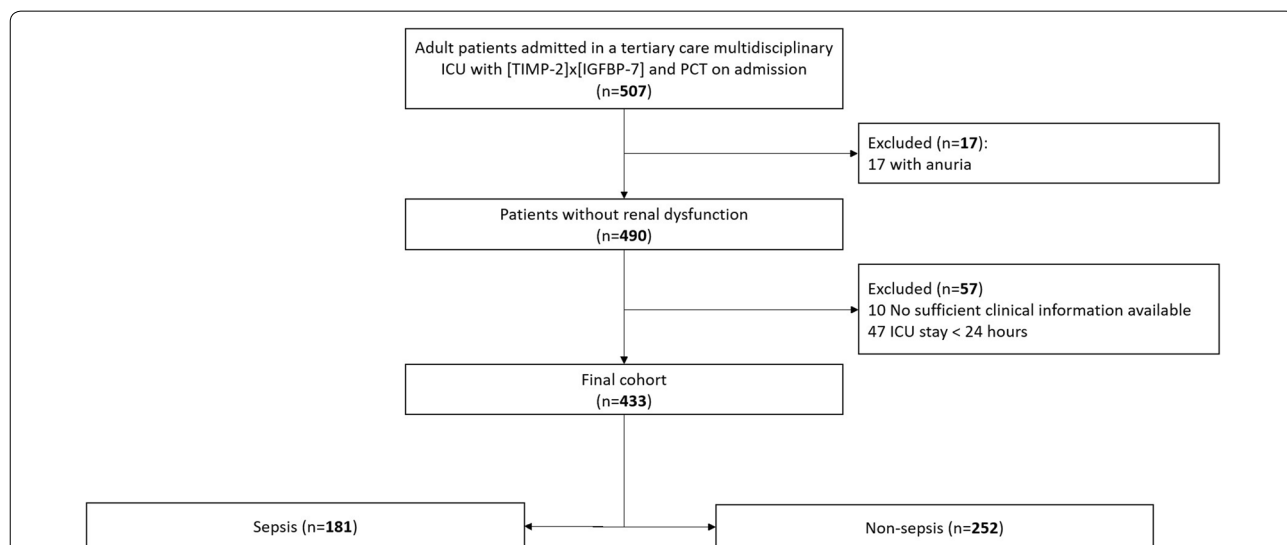 Adult patients admitted in a tertiary care multidisciplinary
ICU with [TIMP-2]x[IGFBP-7] and PCT on admission
(n=507)
Excluded (n=17):
17 with anuria
Patients without renal dysfunction
(n=490)
Excluded (n=57)
10 No sufficient clinical information available
47 ICU stay < 24 hours
Final cohort
(n=433)
Sepsis (n=181)
Non-sepsis (n=252)